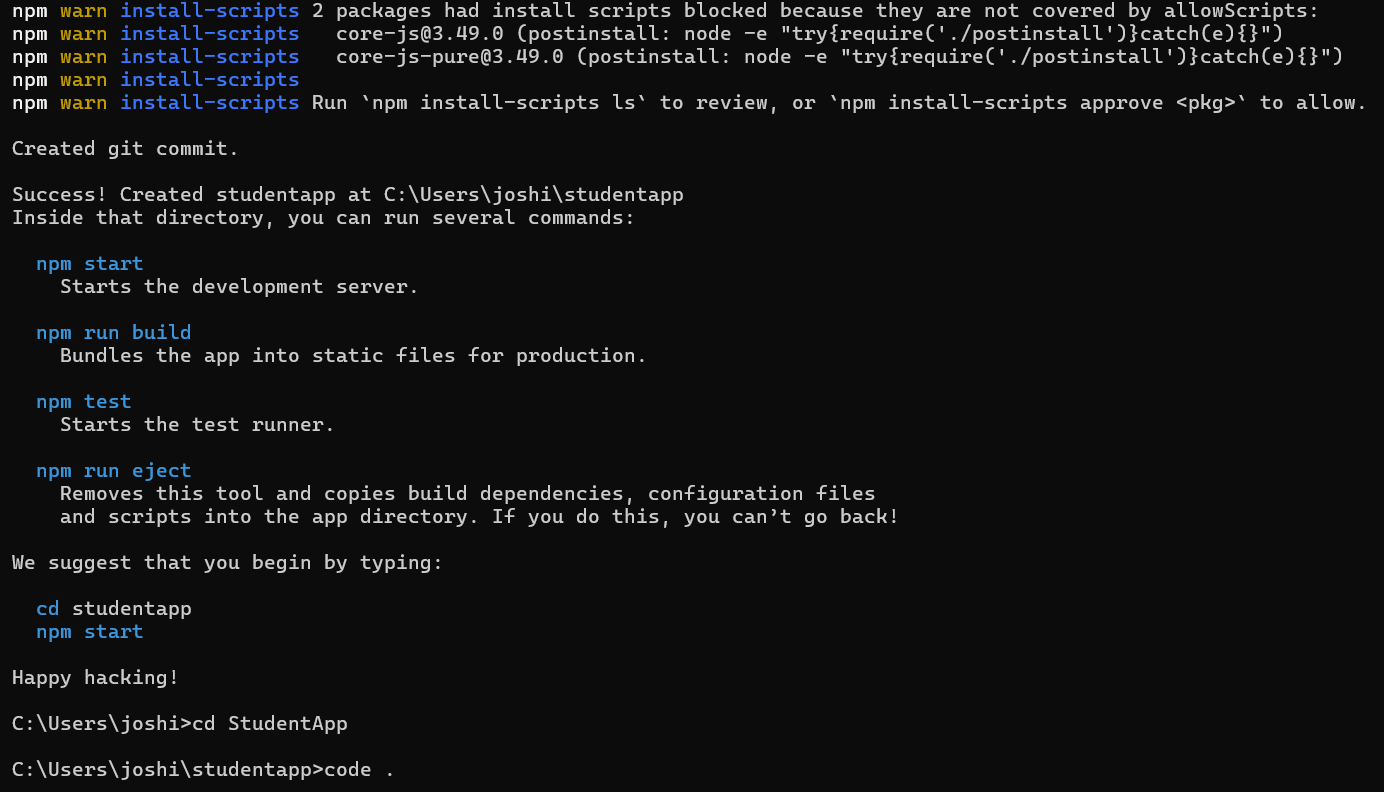 npm warn install-scripts 2 packages had install scripts blocked because they are not covered by allowScripts:
npm warn install-scripts   core-js@3.49.0 (postinstall: node -e "try{require('./postinstall')}catch(e){}")
npm warn install-scripts   core-js-pure@3.49.0 (postinstall: node -e "try{require('./postinstall')}catch(e){}")
npm warn install-scripts
npm warn install-scripts Run `npm install-scripts ls` to review, or `npm install-scripts approve <pkg>` to allow.

Created git commit.

Success! Created studentapp at C:\Users\joshi\studentapp
Inside that directory, you can run several commands:

  npm start
    Starts the development server.

  npm run build
    Bundles the app into static files for production.

  npm test
    Starts the test runner.

  npm run eject
    Removes this tool and copies build dependencies, configuration files
    and scripts into the app directory. If you do this, you can’t go back!

We suggest that you begin by typing:

  cd studentapp
  npm start

Happy hacking!

C:\Users\joshi>cd StudentApp

C:\Users\joshi\studentapp>code .